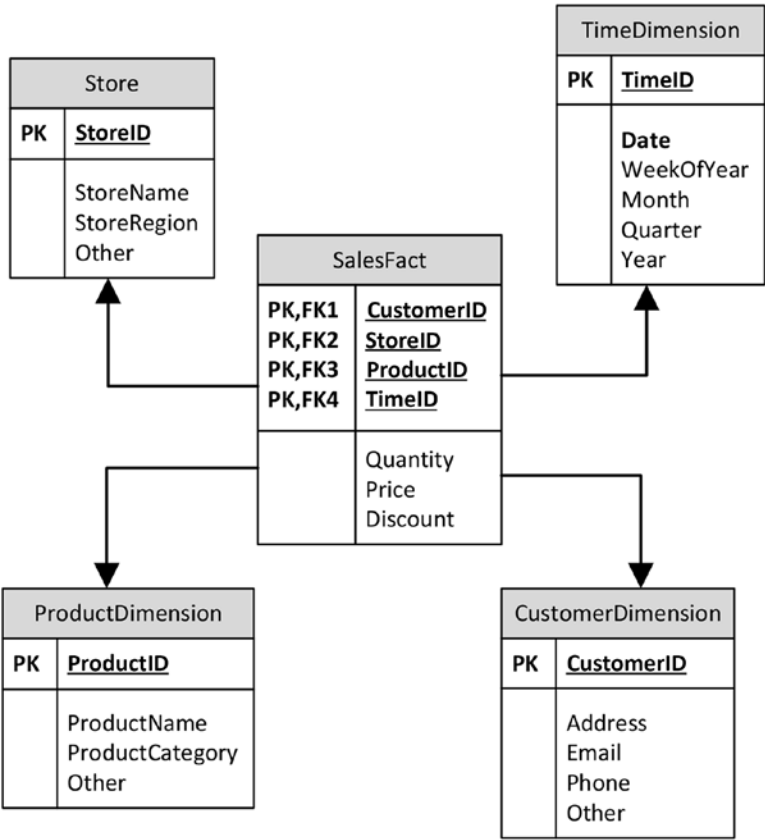 Store
PK StoreID
StoreName
StoreRegion
Other
TimeDimension
PK TimeID
Date
WeekOfYear
Month
Quarter
Year
SalesFact
PK,FK1 CustomerID
PK,FK2 StoreID
PK,FK3 ProductID
PK,FK4 TimeID
Quantity
Price
Discount
ProductDimension
PK ProductID
ProductName
ProductCategory
Other
CustomerDimension
PK CustomerID
Address
Email
Phone
Other